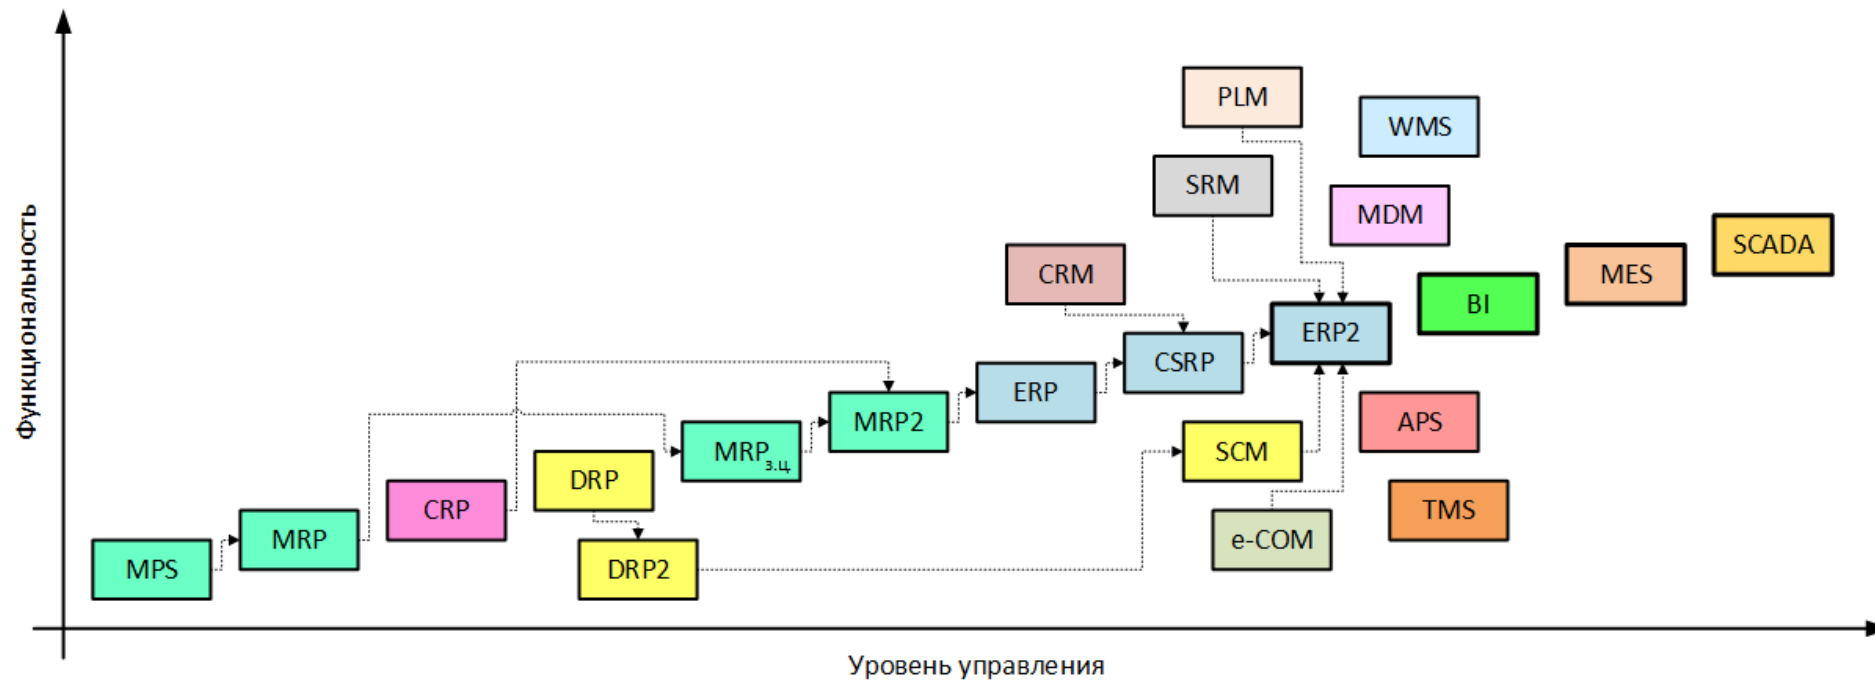 Функциональность
PLM
WMS
SRM
MDM
SCADA
CRM
MES
BI
ERP2
CSRP
ERP
MRP2
APS
MRP з.ц.
SCM
DRP
CRP
TMS
MRP
e-COM
MPS
DRP2
Уровень управления